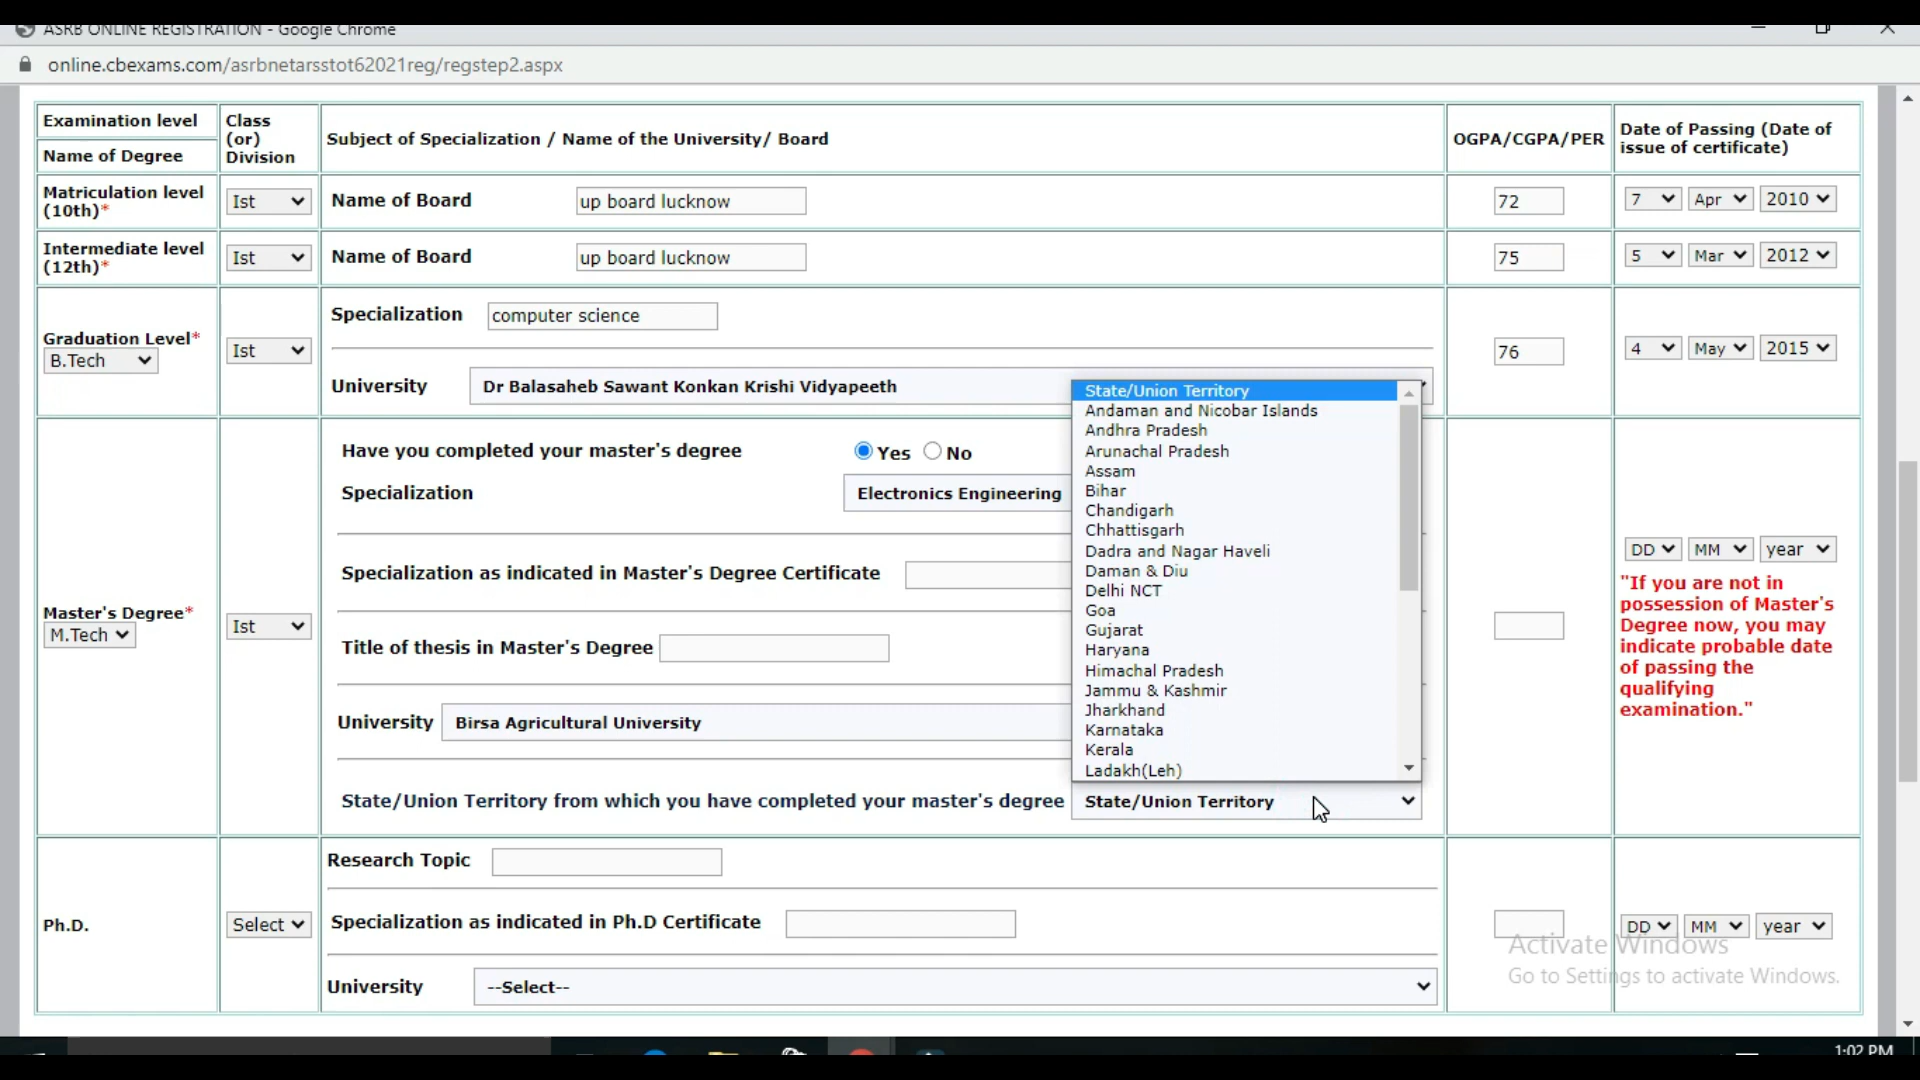 ASRB ONLINE REGISTRATION - Google Chrome
online.cbexams.com/asrbnetarsstot62021reg/regstep2.aspx
Examination level
Name of Degree
Class
(or)
Division
Subject of Specialization / Name of the University/ Board
OGPA/CGPA/PER
Date of Passing (Date of
issue of certificate)
Matriculation level
(10th)*
Ist
Name of Board
up board lucknow
72
7 Apr 2010
Intermediate level
(12th)*
Ist
Name of Board
up board lucknow
75
5 Mar 2012
Graduation Level*
B.Tech
Ist
Specialization
computer science
University
Dr Balasaheb Sawant Konkan Krishi Vidyapeeth
76
4 May 2015
Master's Degree*
M.Tech
Ist
Have you completed your master's degree
Yes No
Specialization
Electronics Engineering
Specialization as indicated in Master's Degree Certificate
Title of thesis in Master's Degree
University
Birsa Agricultural University
State/Union Territory from which you have completed your master's degree
State/Union Territory
State/Union Territory
Andaman and Nicobar Islands
Andhra Pradesh
Arunachal Pradesh
Assam
Bihar
Chandigarh
Chhattisgarh
Dadra and Nagar Haveli
Daman & Diu
Delhi NCT
Goa
Gujarat
Haryana
Himachal Pradesh
Jammu & Kashmir
Jharkhand
Karnataka
Kerala
Ladakh(Leh)
DD MM year
"If you are not in
possession of Master's
Degree now, you may
indicate probable date
of passing the
qualifying
examination."
Ph.D.
Select
Research Topic
Specialization as indicated in Ph.D Certificate
University
--Select--
DD MM year
Activate Windows
Go to Settings to activate Windows.
1:02 PM